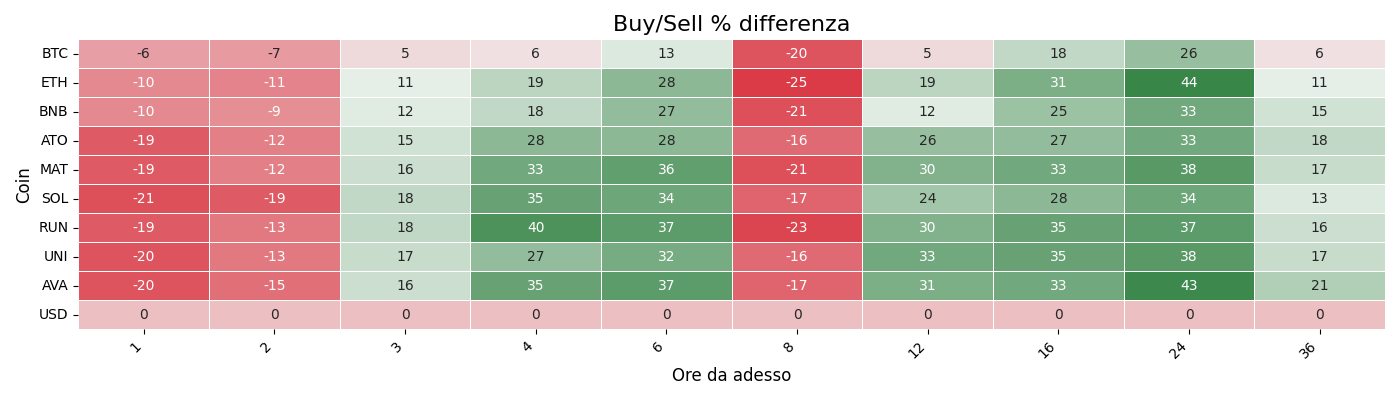 Buy/Sell % differenza
Coin
BTC -6 -7 5 6 13 -20 5 18 26 6
ETH -10 -11 11 19 28 -25 19 31 44 11
BNB -10 -9 12 18 27 -21 12 25 33 15
ATO -19 -12 15 28 28 -16 26 27 33 18
MAT -19 -12 16 33 36 -21 30 33 38 17
SOL -21 -19 18 35 34 -17 24 28 34 13
RUN -19 -13 18 40 37 -23 30 35 37 16
UNI -20 -13 17 27 32 -16 33 35 38 17
AVA -20 -15 16 35 37 -17 31 33 43 21
USD 0 0 0 0 0 0 0 0 0 0
1 2 3 4 6 8 12 16 24 36
Ore da adesso